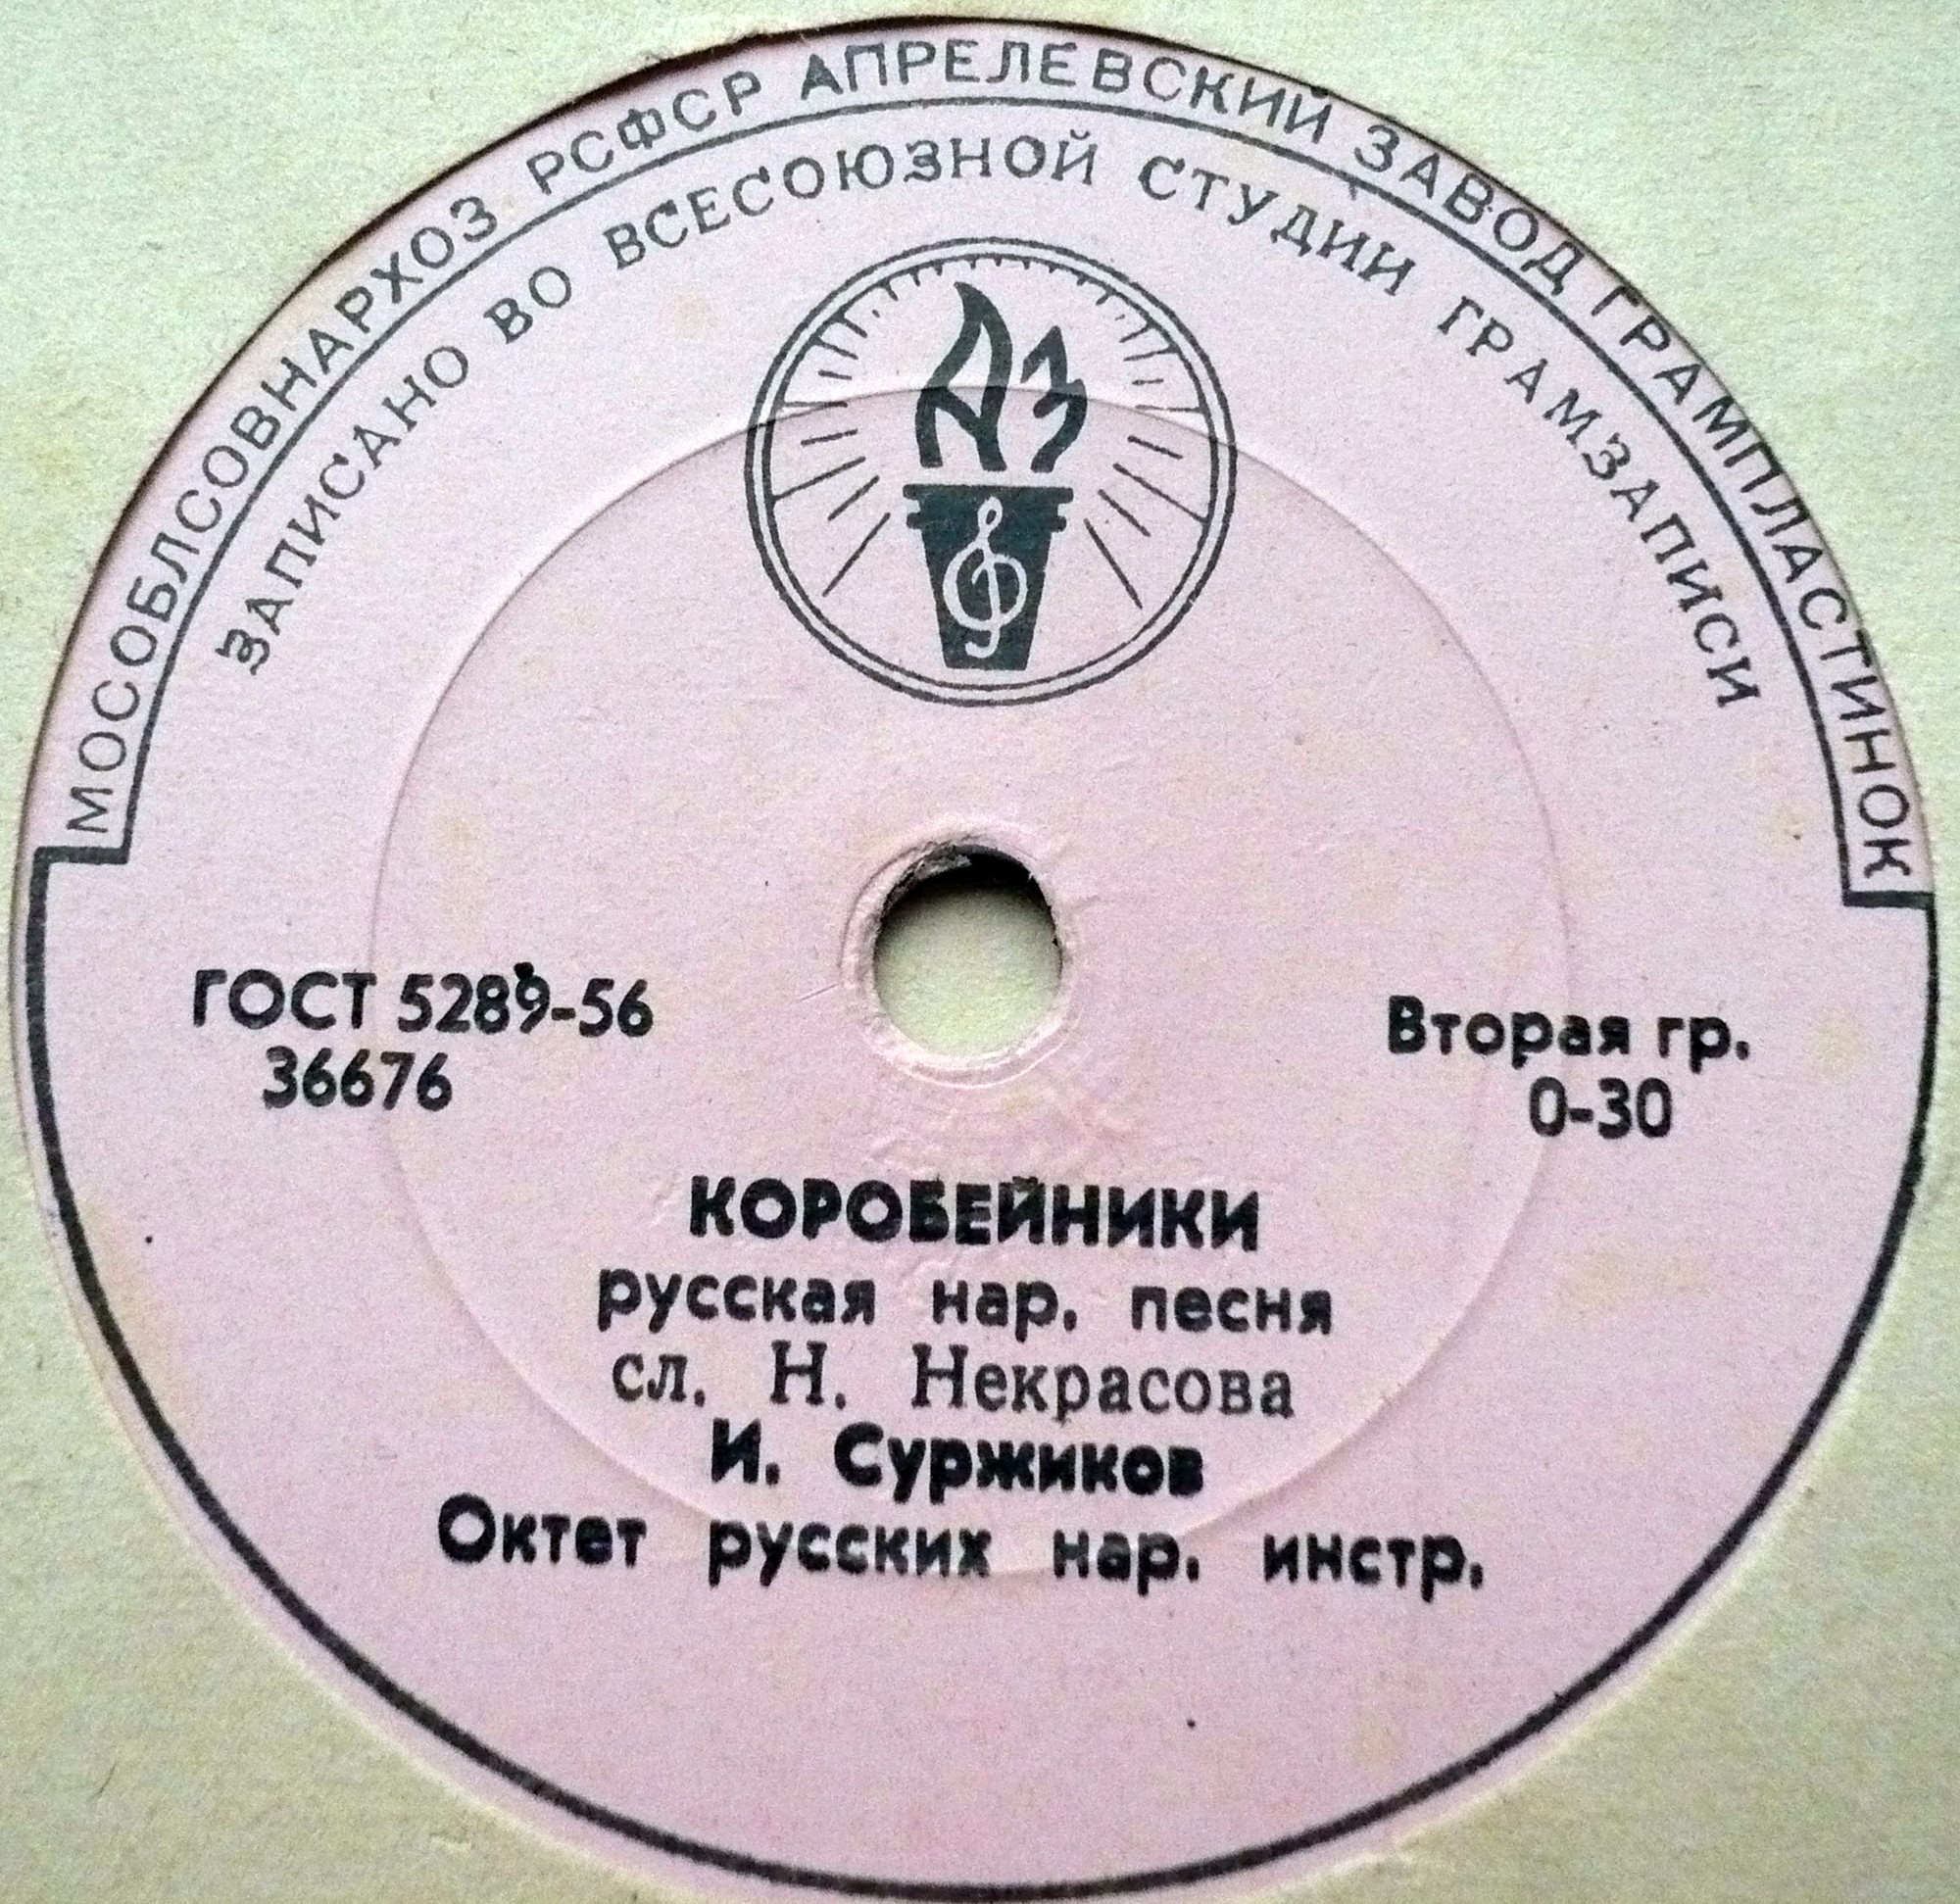 МОСОБЛСОВНАРХОЗ РСФСР АПРЕЛЕВСКИЙ ЗАВОД ГРАМПЛАСТИНОК
ЗАПИСАНО ВО ВСЕСОЮЗНОЙ СТУДИИ ГРАМЗАПИСИ
АЗ
ГОСТ 5289-56
36676
Вторая гр.
0-30
КОРОБЕЙНИКИ
русская нар. песня
сл. Н. Некрасова
И. Суржиков
Октет русских нар. инстр.